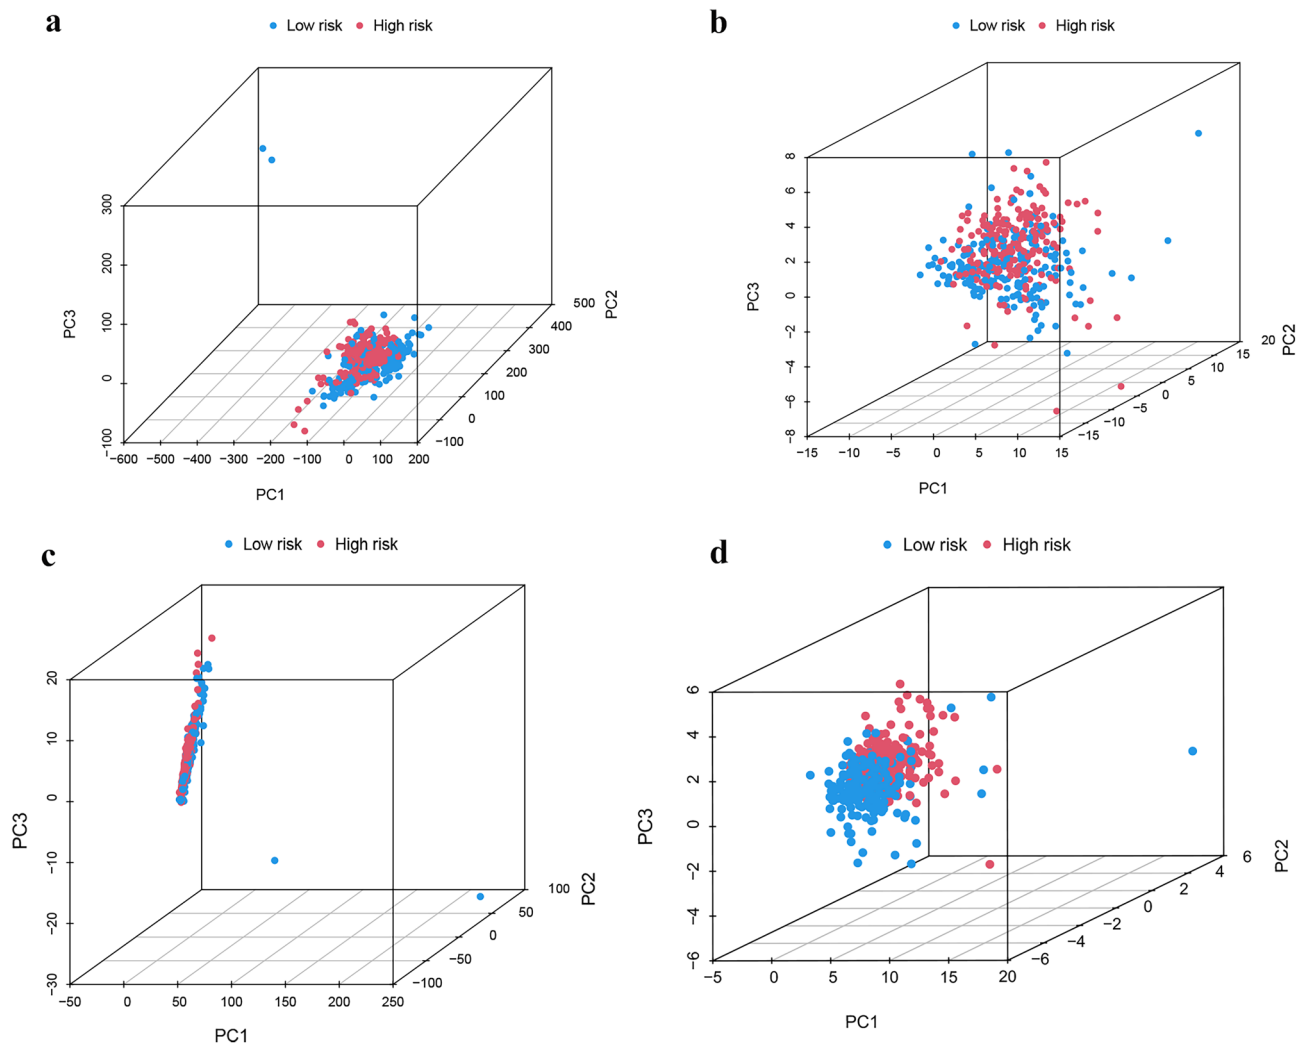 a
Low risk High risk
PC3
300
200
100
0
−100
−600 −500 −400 −300 −200 −100 0 100 200
PC1
−100
0
100
200
300
400
500
PC2
b
Low risk High risk
PC3
8
6
4
2
0
−2
−4
−6
−8
−15 −10 −5 0 5 10 15
PC1
−15
−10
−5
0
5
10
15
20
PC2
c
Low risk High risk
PC3
20
10
0
−10
−20
−30
−50 0 50 100 150 200 250
PC1
−100
−50
0
50
100
PC2
d
Low risk High risk
PC3
6
4
2
0
−2
−4
−6
−5 0 5 10 15 20
PC1
−6
−4
−2
0
2
4
6
PC2